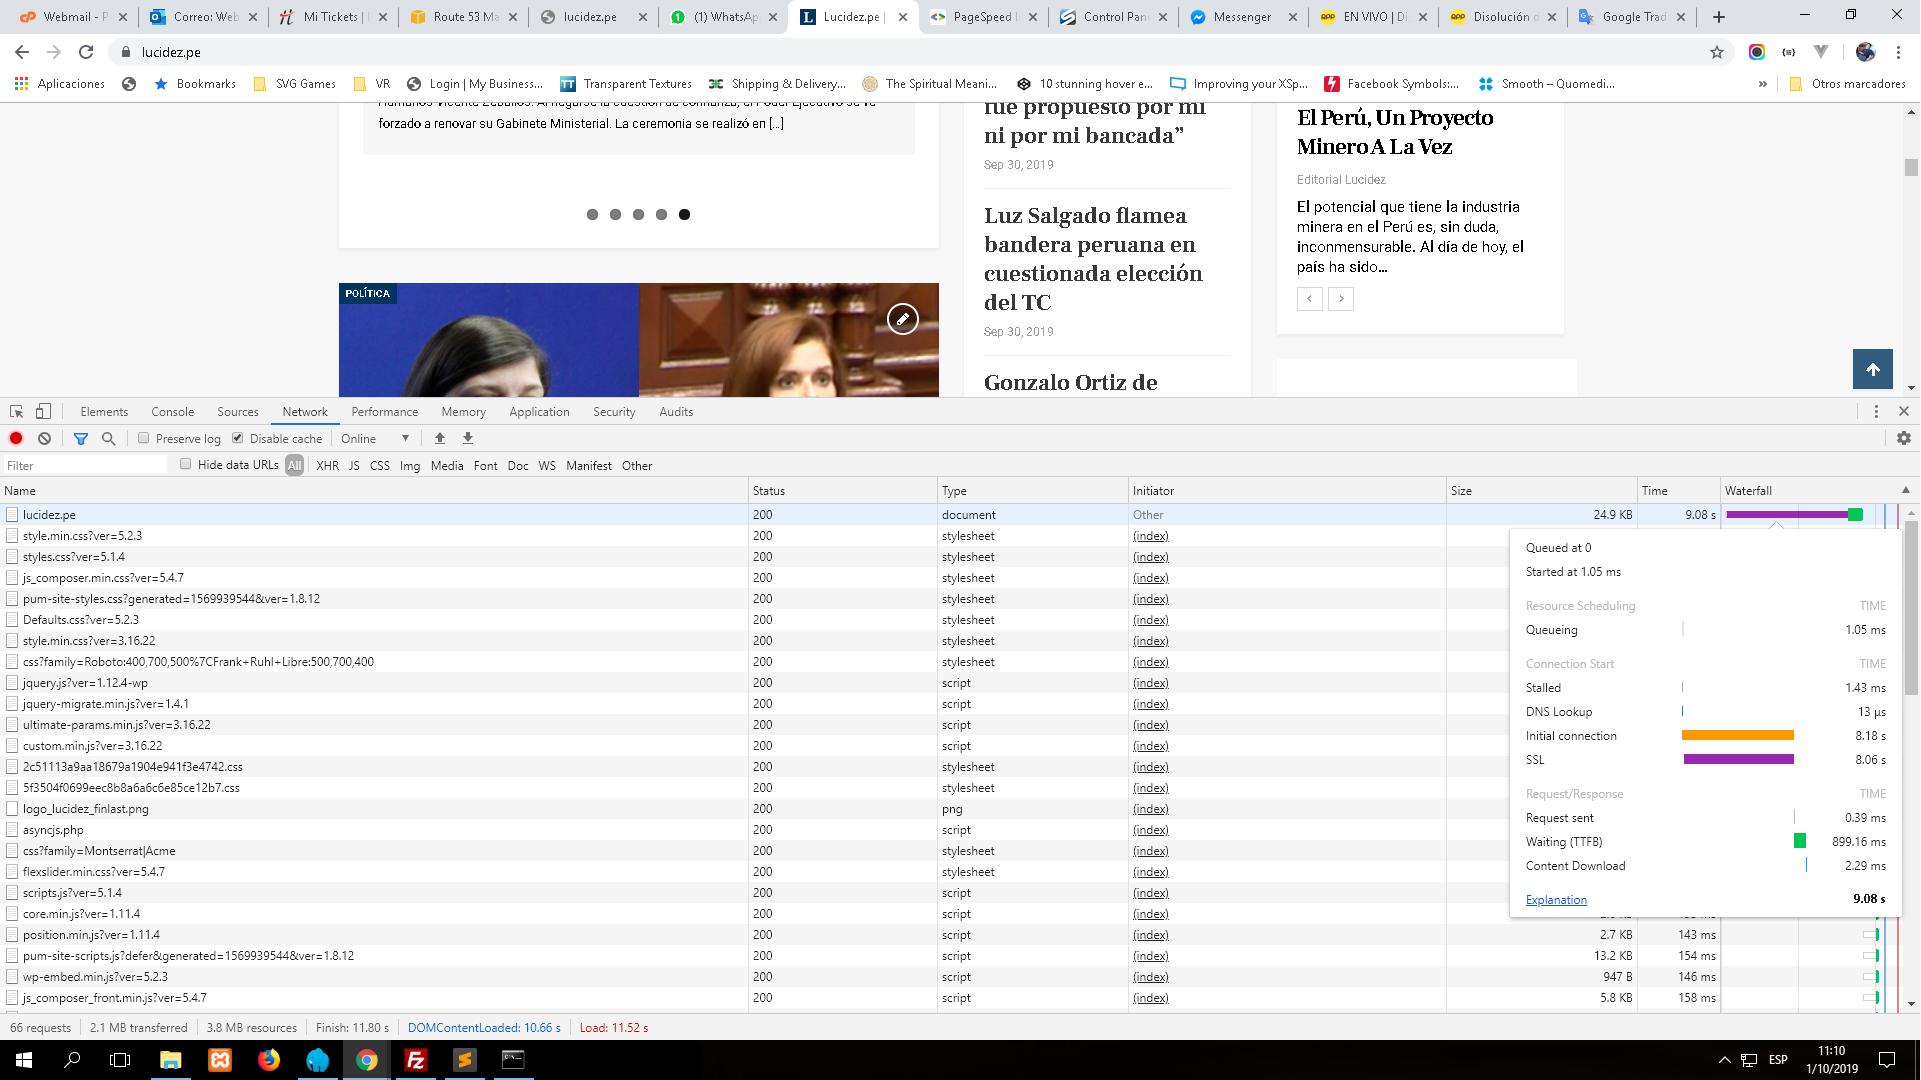 Webmail - P
Correo: Web
Mi Tickets | 
Route 53 Ma
lucidez.pe
(1) WhatsAp
Lucidez.pe |
PageSpeed I
Control Pan
Messenger
EN VIVO | Di
Disolución d
Google Trad
lucidez.pe
Aplicaciones
Bookmarks
SVG Games
VR
Login | My Business...
Transparent Textures
Shipping & Delivery...
The Spiritual Meani...
10 stunning hover e...
Improving your XSp...
Facebook Symbols:...
Smooth – Quomedi...
»
Otros marcadores
Humanos Vicente Zeballos. Al negarse la cuestión de confianza, el Poder Ejecutivo se ve
forzado a renovar su Gabinete Ministerial. La ceremonia se realizó en [...]
POLÍTICA
fue propuesto por mi
ni por mi bancada”
Sep 30, 2019
Luz Salgado flamea
bandera peruana en
cuestionada elección
del TC
Sep 30, 2019
Gonzalo Ortiz de
El Perú, Un Proyecto
Minero A La Vez
Editorial Lucidez
El potencial que tiene la industria
minera en el Perú es, sin duda,
inconmensurable. Al día de hoy, el
país ha sido...
Elements Console Sources Network Performance Memory Application Security Audits
Preserve log Disable cache Online
Filter Hide data URLs All XHR JS CSS Img Media Font Doc WS Manifest Other
Name Status Type Initiator Size Time Waterfall
lucidez.pe 200 document Other 24.9 KB 9.08 s
style.min.css?ver=5.2.3 200 stylesheet (index)
styles.css?ver=5.1.4 200 stylesheet (index)
js_composer.min.css?ver=5.4.7 200 stylesheet (index)
pum-site-styles.css?generated=1569939544&ver=1.8.12 200 stylesheet (index)
Defaults.css?ver=5.2.3 200 stylesheet (index)
style.min.css?ver=3.16.22 200 stylesheet (index)
css?family=Roboto:400,700,500%7CFrank+Ruhl+Libre:500,700,400 200 stylesheet (index)
jquery.js?ver=1.12.4-wp 200 script (index)
jquery-migrate.min.js?ver=1.4.1 200 script (index)
ultimate-params.min.js?ver=3.16.22 200 script (index)
custom.min.js?ver=3.16.22 200 script (index)
2c51113a9aa18679a1904e941f3e4742.css 200 stylesheet (index)
5f3504f0699eec8b8a6a6c6e85ce12b7.css 200 stylesheet (index)
logo_lucidez_finlast.png 200 png (index)
asyncjs.php 200 script (index)
css?family=Montserrat|Acme 200 stylesheet (index)
flexslider.min.css?ver=5.4.7 200 stylesheet (index)
scripts.js?ver=5.1.4 200 script (index)
core.min.js?ver=1.11.4 200 script (index)
position.min.js?ver=1.11.4 200 script (index) 2.7 KB 143 ms
pum-site-scripts.js?defer&generated=1569939544&ver=1.8.12 200 script (index) 13.2 KB 154 ms
wp-embed.min.js?ver=5.2.3 200 script (index) 947 B 146 ms
js_composer_front.min.js?ver=5.4.7 200 script (index) 5.8 KB 158 ms
Queued at 0
Started at 1.05 ms
Resource Scheduling TIME
Queueing 1.05 ms
Connection Start TIME
Stalled 1.43 ms
DNS Lookup 13 µs
Initial connection 8.18 s
SSL 8.06 s
Request/Response TIME
Request sent 0.39 ms
Waiting (TTFB) 899.16 ms
Content Download 2.29 ms
Explanation 9.08 s
66 requests 2.1 MB transferred 3.8 MB resources Finish: 11.80 s DOMContentLoaded: 10.66 s Load: 11.52 s
ESP
11:10
1/10/2019